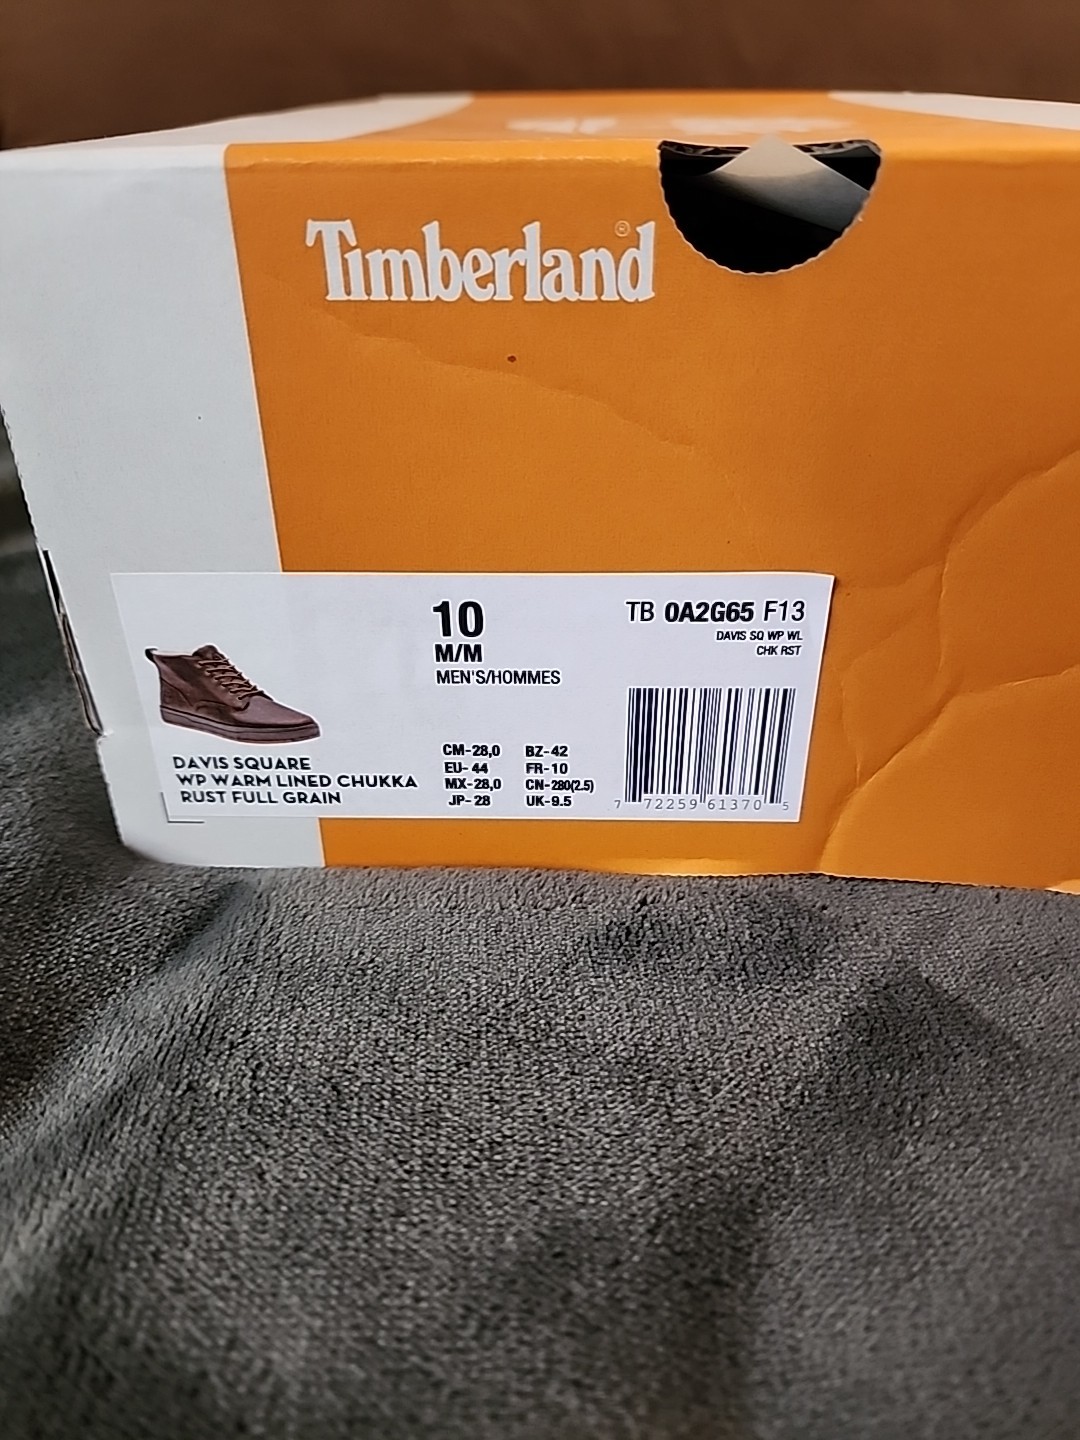 Timberland®
10
M/M
MEN'S/HOMMES
TB 0A2G65 F13
DAVIS SQ WP WL
CHK RST
DAVIS SQUARE
WP WARM LINED CHUKKA
RUST FULL GRAIN
CM-28,0 BZ-42
EU-44 FR-10
MX-28,0 CN-280(2.5)
JP-28 UK-9.5
7 72259 61370 5